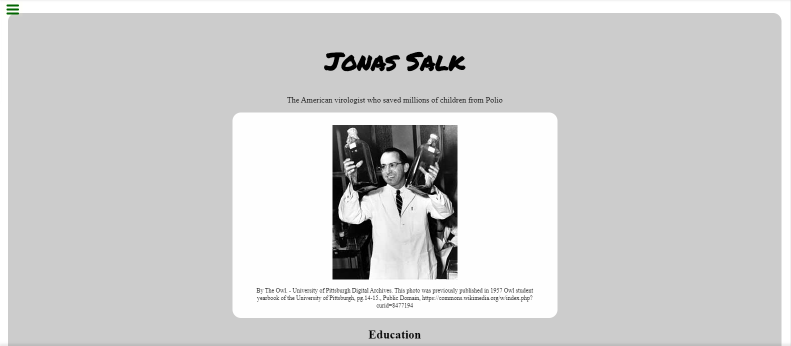 Jonas Salk
The American virologist who saved millions of children from Polio
By The Owl. - University of Pittsburgh Digital Archives. This photo was previously published in 1957 Owl student
yearbook of the University of Pittsburgh, pg.14-15., Public Domain, https://commons.wikimedia.org/w/index.php?
curid=8477194
Education